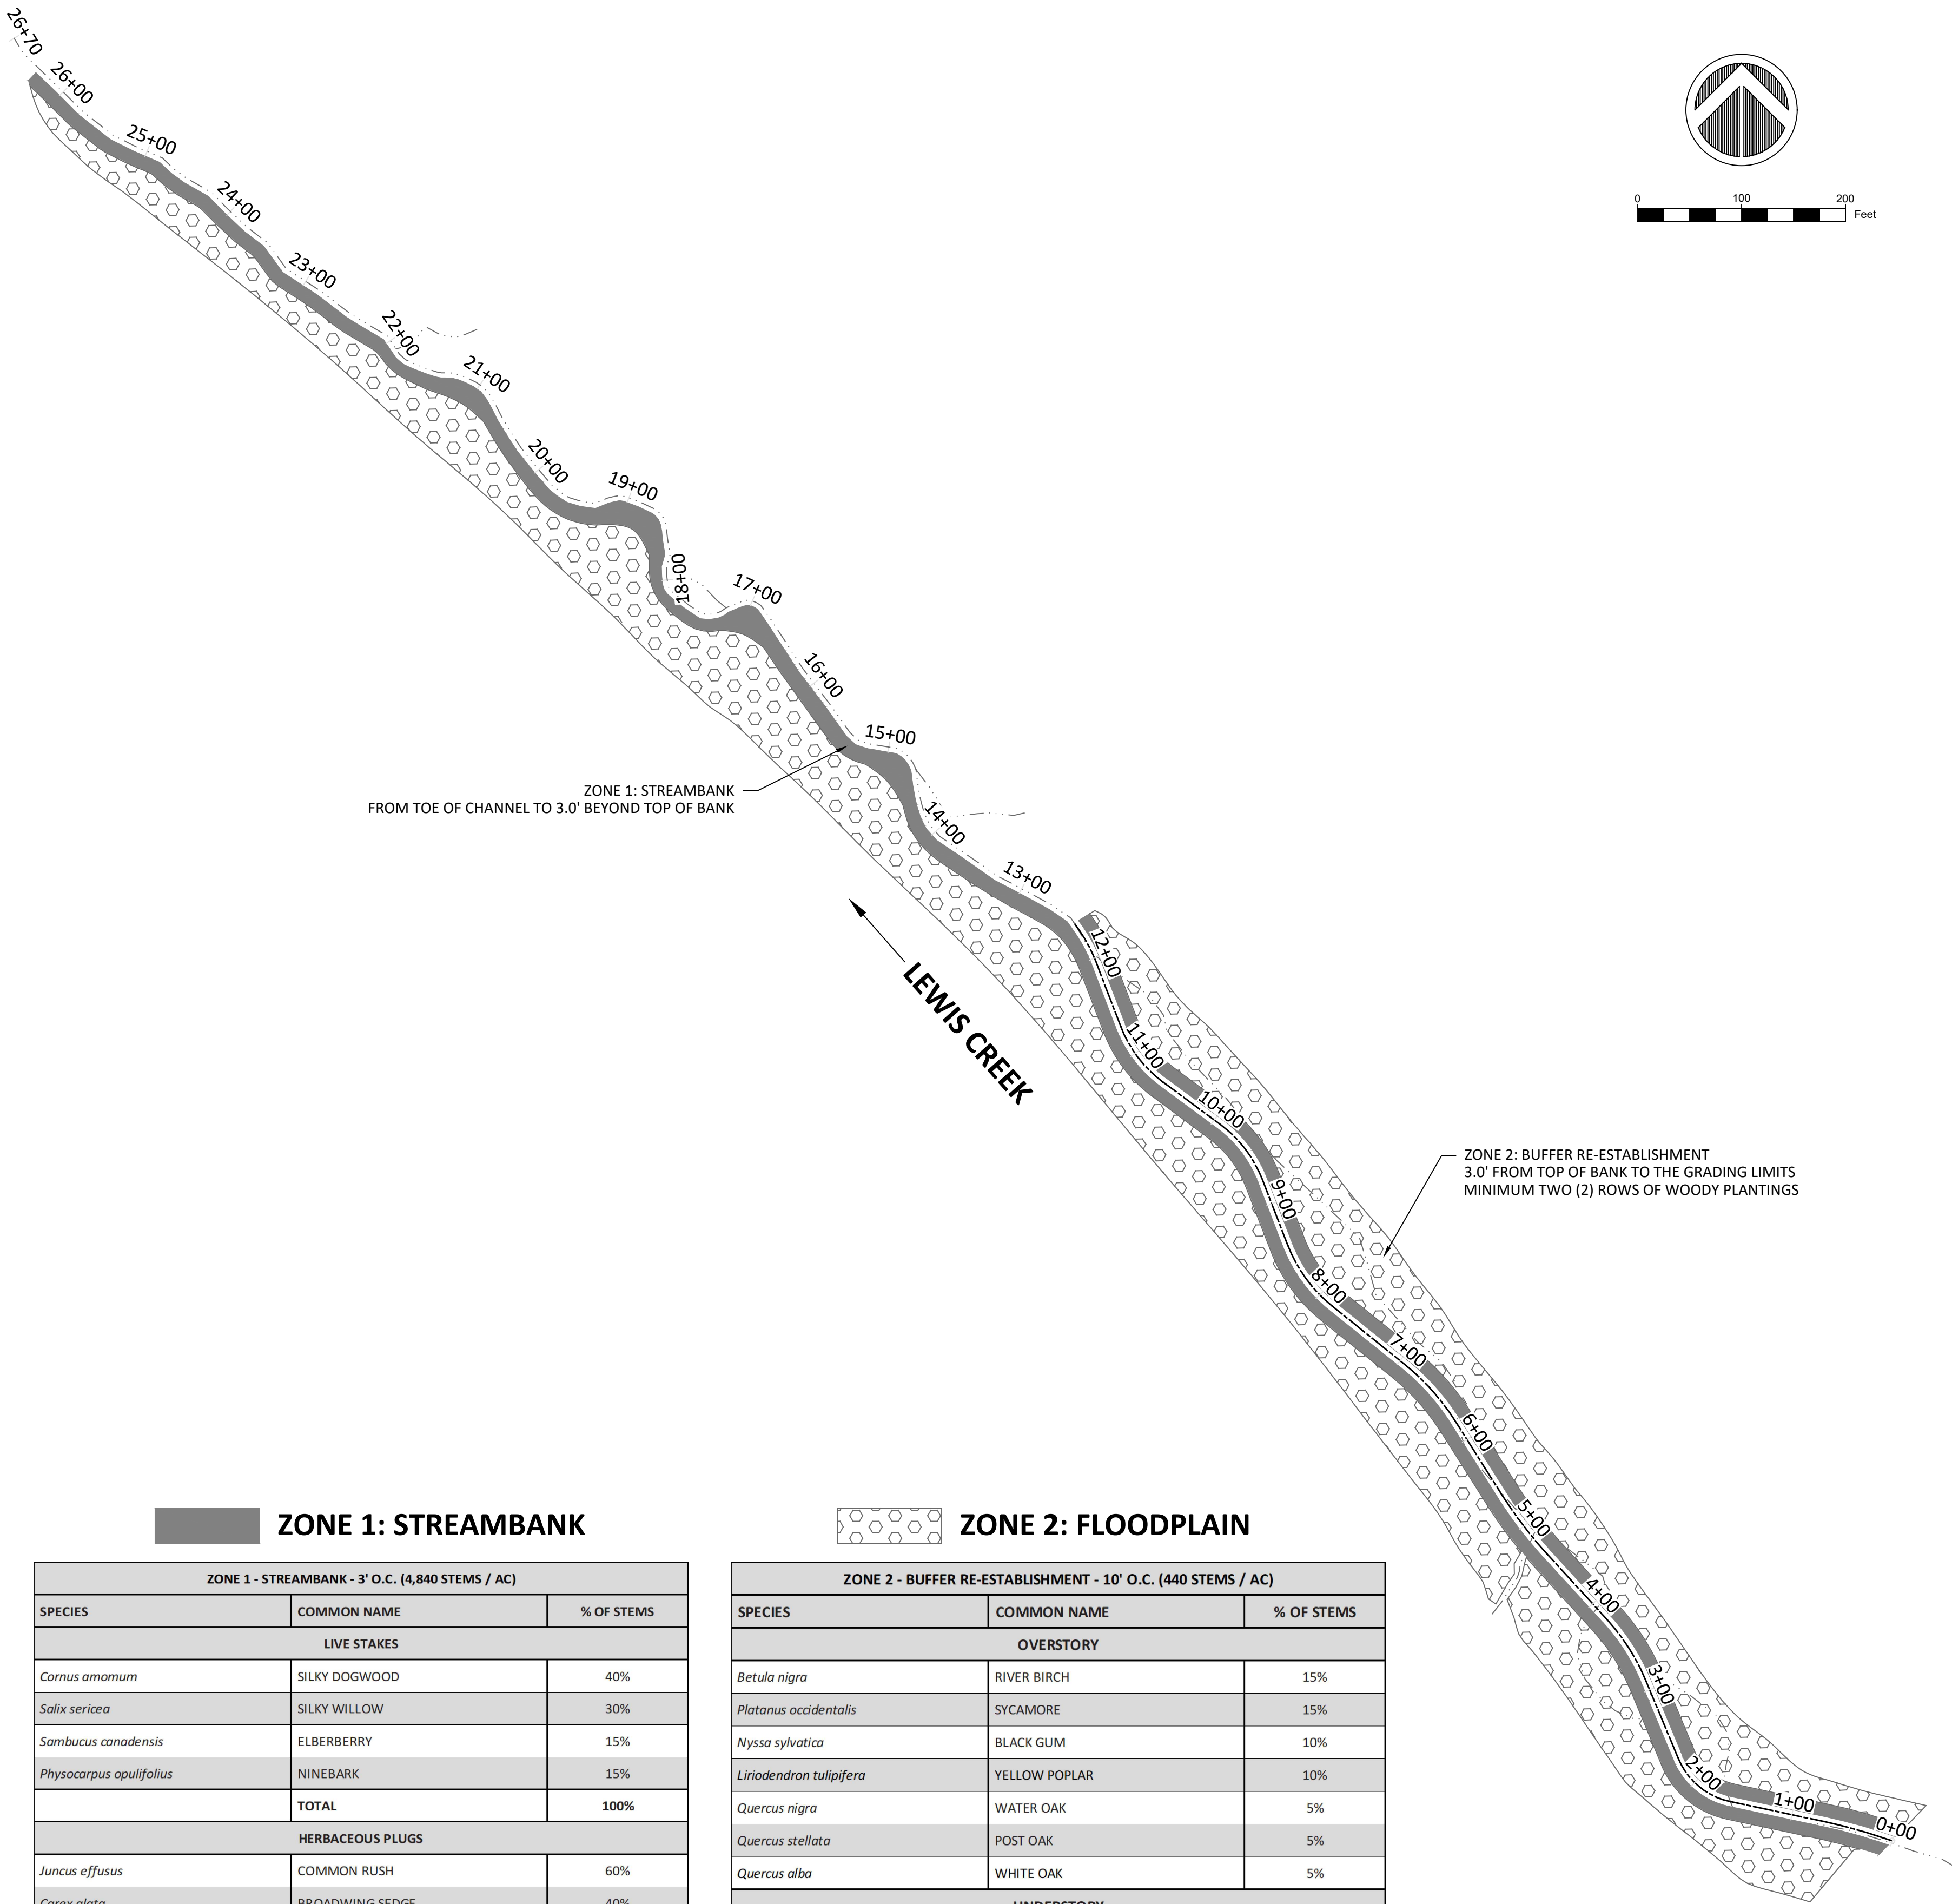 26+70
26+00
25+00
24+00
23+00
22+00
21+00
20+00
19+00
18+00
17+00
16+00
15+00
14+00
13+00
12+00
11+00
10+00
9+00
8+00
7+00
6+00
5+00
4+00
3+00
2+00
1+00
0+00
0 100 200
Feet
ZONE 1: STREAMBANK
FROM TOE OF CHANNEL TO 3.0' BEYOND TOP OF BANK
LEWIS CREEK
ZONE 2: BUFFER RE-ESTABLISHMENT
3.0' FROM TOP OF BANK TO THE GRADING LIMITS
MINIMUM TWO (2) ROWS OF WOODY PLANTINGS
ZONE 1: STREAMBANK
ZONE 1 - STREAMBANK - 3' O.C. (4,840 STEMS / AC)
SPECIES COMMON NAME % OF STEMS
LIVE STAKES
Cornus amomum SILKY DOGWOOD 40%
Salix sericea SILKY WILLOW 30%
Sambucus canadensis ELBERBERRY 15%
Physocarpus opulifolius NINEBARK 15%
TOTAL 100%
HERBACEOUS PLUGS
Juncus effusus COMMON RUSH 60%
Carex alata BROADWING SEDGE 40%
ZONE 2: FLOODPLAIN
ZONE 2 - BUFFER RE-ESTABLISHMENT - 10' O.C. (440 STEMS / AC)
SPECIES COMMON NAME % OF STEMS
OVERSTORY
Betula nigra RIVER BIRCH 15%
Platanus occidentalis SYCAMORE 15%
Nyssa sylvatica BLACK GUM 10%
Liriodendron tulipifera YELLOW POPLAR 10%
Quercus nigra WATER OAK 5%
Quercus stellata POST OAK 5%
Quercus alba WHITE OAK 5%
UNDERSTORY